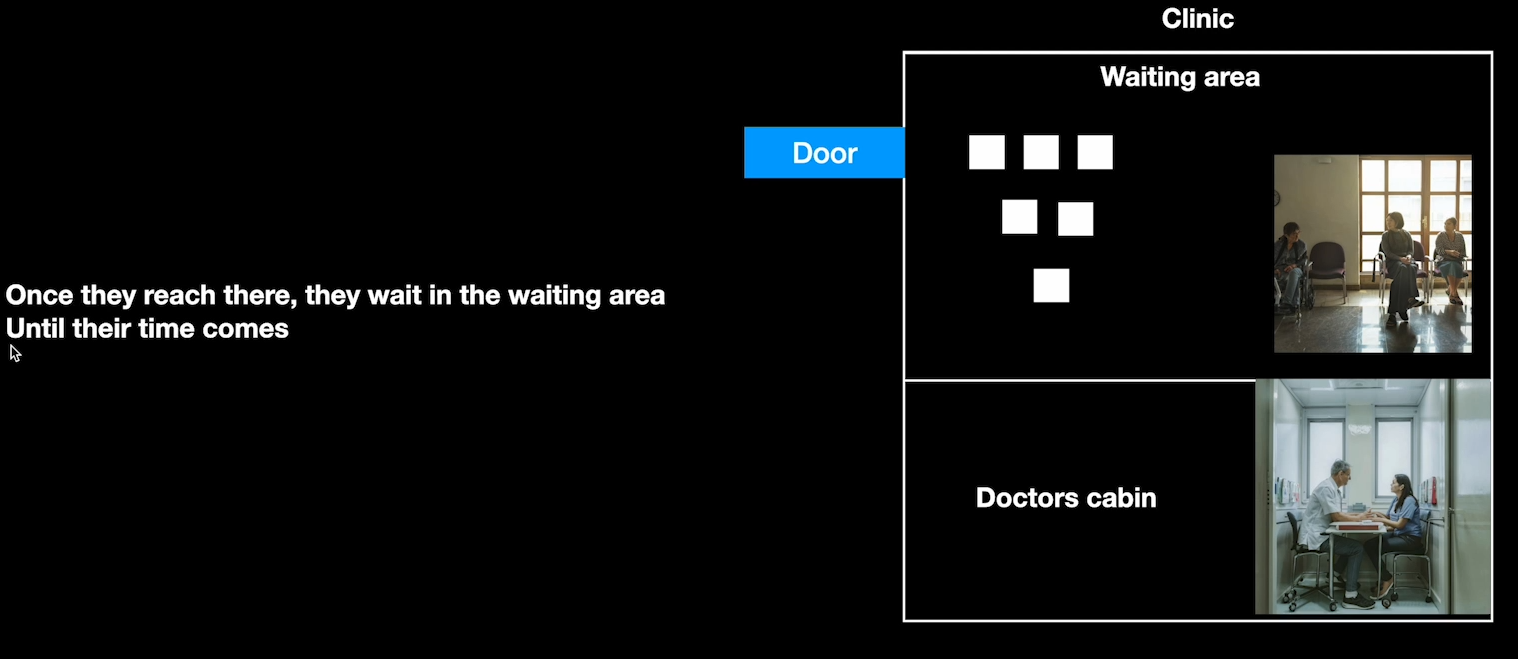 Clinic
Waiting area
Door
Once they reach there, they wait in the waiting area
Until their time comes
Doctors cabin